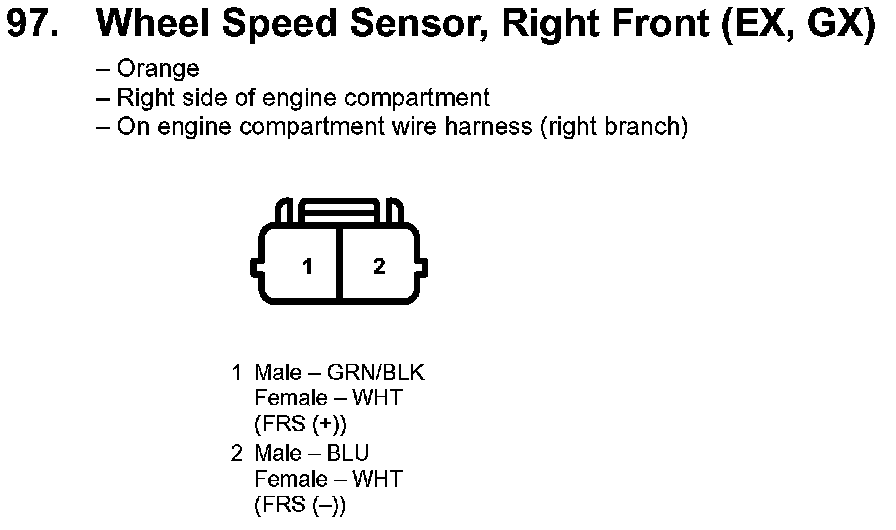 97. Wheel Speed Sensor, Right Front (EX, GX)
– Orange
– Right side of engine compartment
– On engine compartment wire harness (right branch)
1 2
1 Male – GRN/BLK
Female – WHT
(FRS (+))
2 Male – BLU
Female – WHT
(FRS (–))